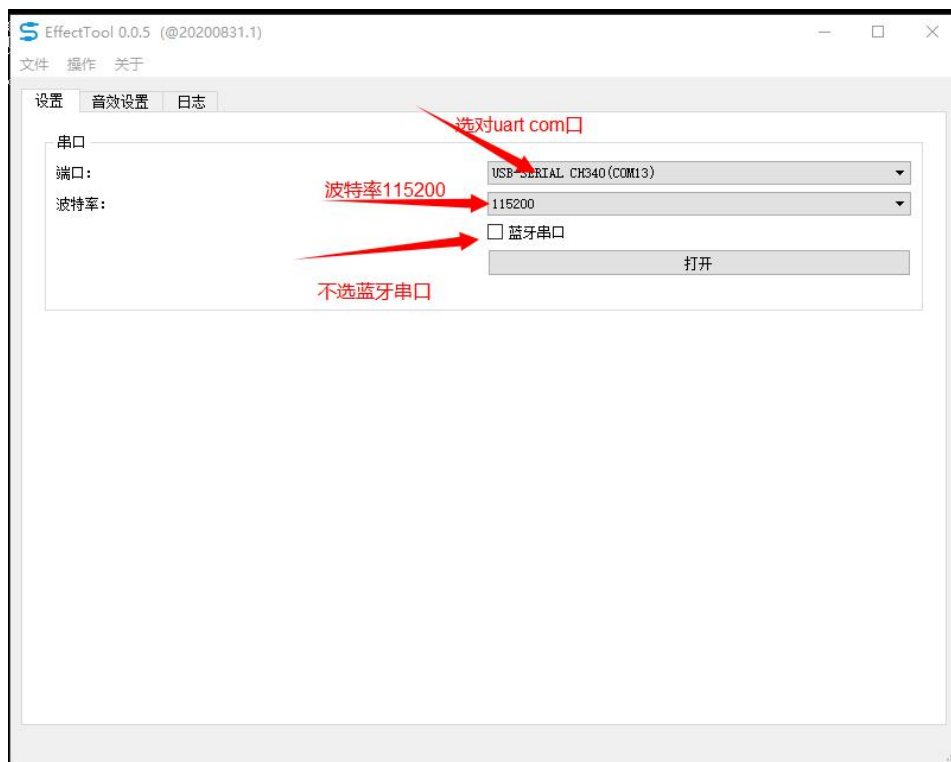 EffectTool 0.0.5 (@20200831.1)
文件 操作 关于
设置 音效设置 日志
选对uart com口
串口
端口: USB-SERIAL CH340(COM13)
波特率115200
波特率: 115200
蓝牙串口
打开
不选蓝牙串口